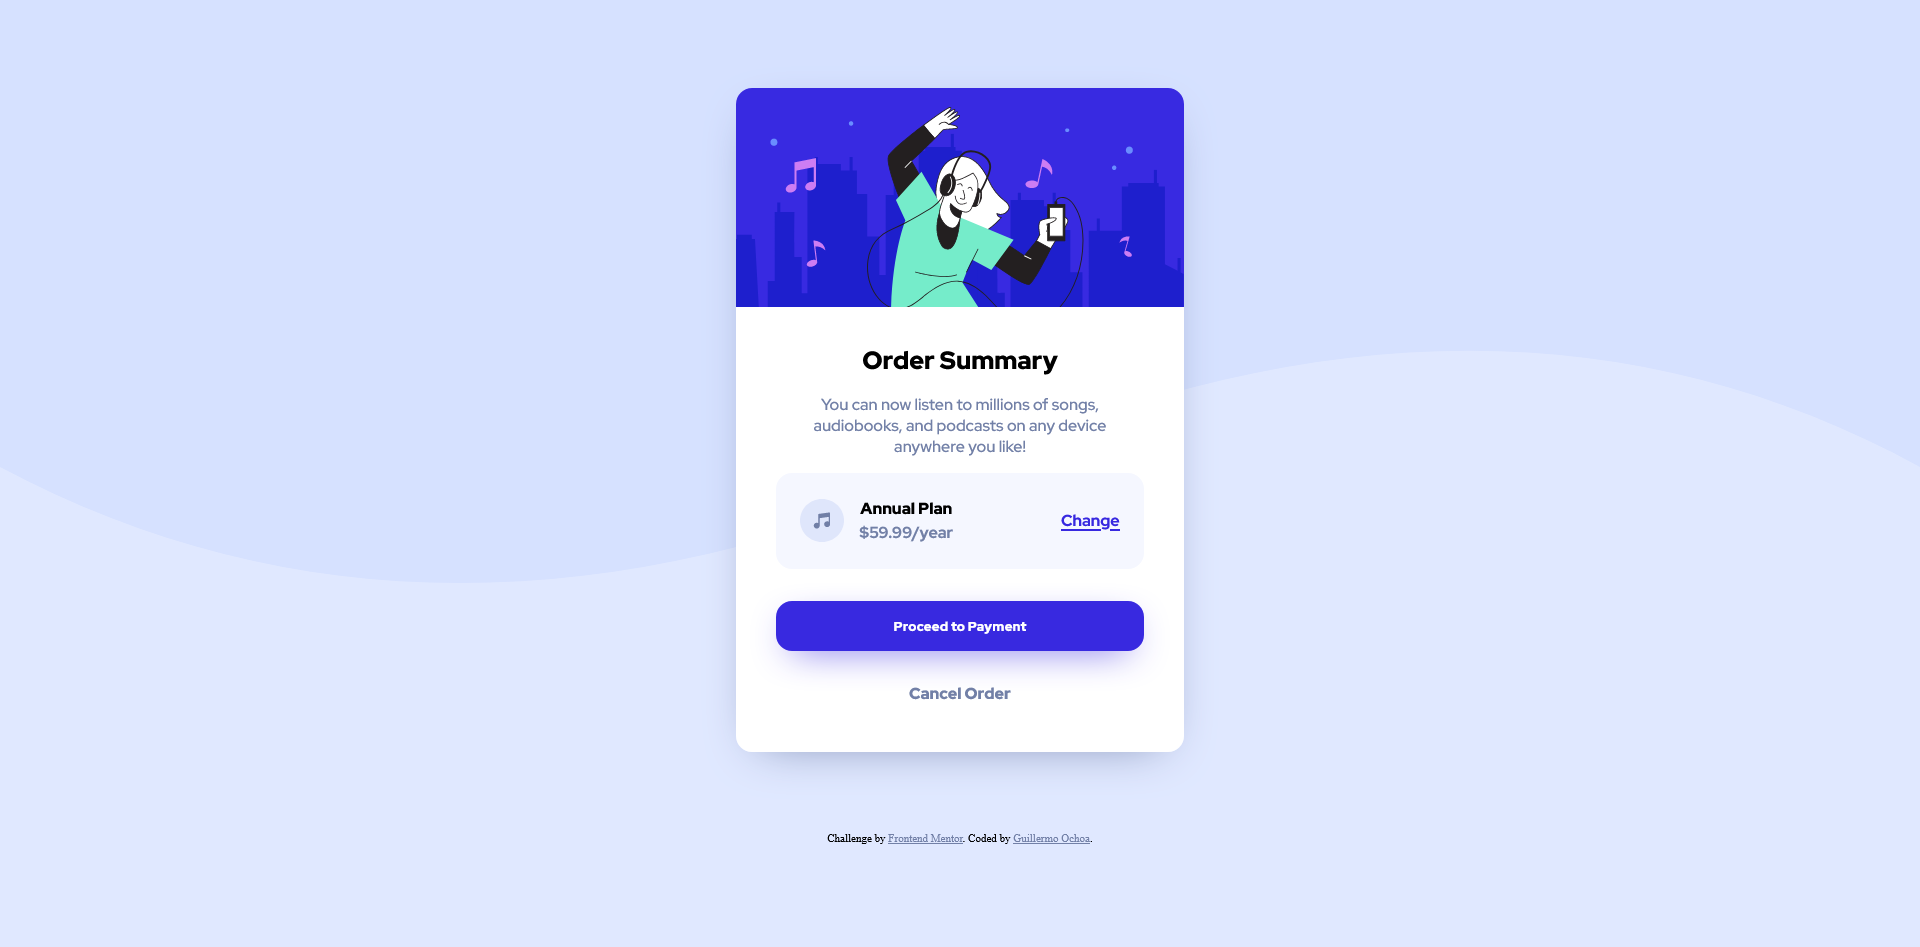 Order Summary
You can now listen to millions of songs,
audiobooks, and podcasts on any device
anywhere you like!
Annual Plan
$59.99/year
Change
Proceed to Payment
Cancel Order
Challenge by Frontend Mentor. Coded by Guillermo Ochoa.